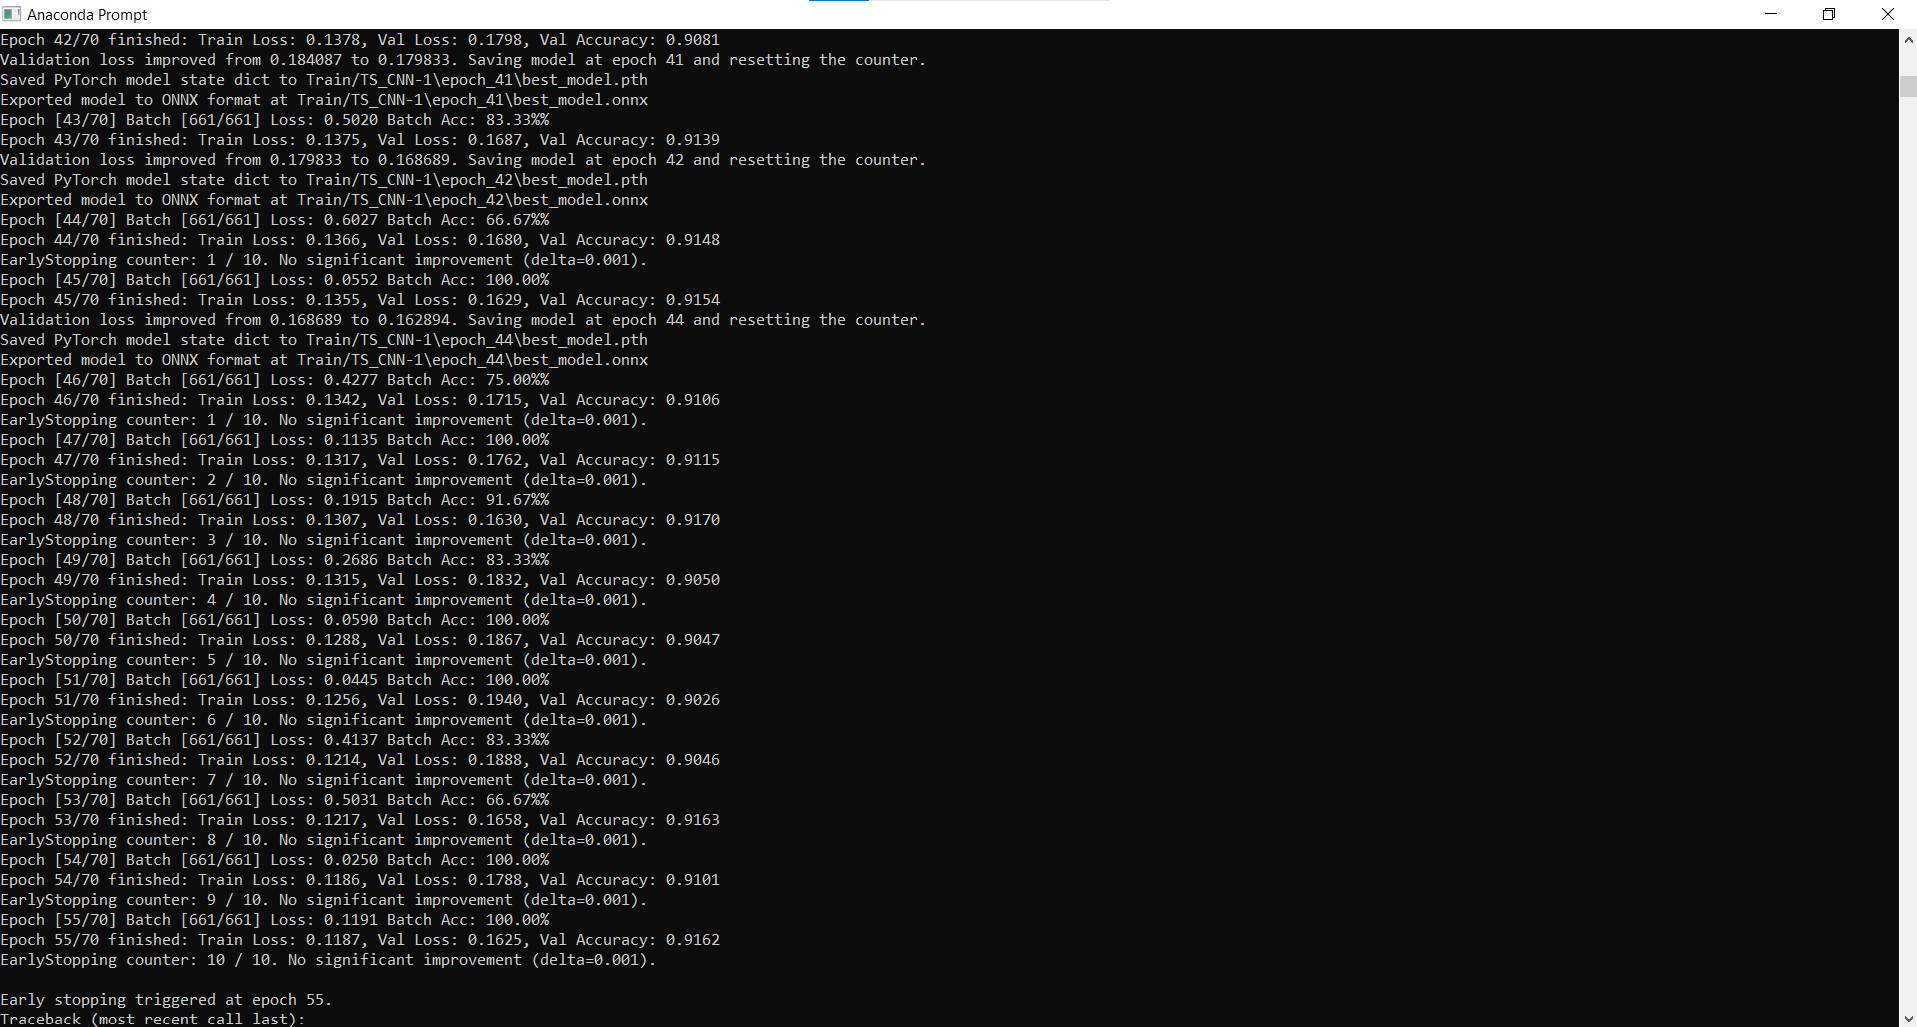 Anaconda Prompt
Epoch 42/70 finished: Train Loss: 0.1378, Val Loss: 0.1798, Val Accuracy: 0.9081
Validation loss improved from 0.184087 to 0.179833. Saving model at epoch 41 and resetting the counter.
Saved PyTorch model state dict to Train/TS_CNN-1\epoch_41\best_model.pth
Exported model to ONNX format at Train/TS_CNN-1\epoch_41\best_model.onnx
Epoch [43/70] Batch [661/661] Loss: 0.5020 Batch Acc: 83.33%%
Epoch 43/70 finished: Train Loss: 0.1375, Val Loss: 0.1687, Val Accuracy: 0.9139
Validation loss improved from 0.179833 to 0.168689. Saving model at epoch 42 and resetting the counter.
Saved PyTorch model state dict to Train/TS_CNN-1\epoch_42\best_model.pth
Exported model to ONNX format at Train/TS_CNN-1\epoch_42\best_model.onnx
Epoch [44/70] Batch [661/661] Loss: 0.6027 Batch Acc: 66.67%%
Epoch 44/70 finished: Train Loss: 0.1366, Val Loss: 0.1680, Val Accuracy: 0.9148
EarlyStopping counter: 1 / 10. No significant improvement (delta=0.001).
Epoch [45/70] Batch [661/661] Loss: 0.0552 Batch Acc: 100.00%
Epoch 45/70 finished: Train Loss: 0.1355, Val Loss: 0.1629, Val Accuracy: 0.9154
Validation loss improved from 0.168689 to 0.162894. Saving model at epoch 44 and resetting the counter.
Saved PyTorch model state dict to Train/TS_CNN-1\epoch_44\best_model.pth
Exported model to ONNX format at Train/TS_CNN-1\epoch_44\best_model.onnx
Epoch [46/70] Batch [661/661] Loss: 0.4277 Batch Acc: 75.00%%
Epoch 46/70 finished: Train Loss: 0.1342, Val Loss: 0.1715, Val Accuracy: 0.9106
EarlyStopping counter: 1 / 10. No significant improvement (delta=0.001).
Epoch [47/70] Batch [661/661] Loss: 0.1135 Batch Acc: 100.00%
Epoch 47/70 finished: Train Loss: 0.1317, Val Loss: 0.1762, Val Accuracy: 0.9115
EarlyStopping counter: 2 / 10. No significant improvement (delta=0.001).
Epoch [48/70] Batch [661/661] Loss: 0.1915 Batch Acc: 91.67%%
Epoch 48/70 finished: Train Loss: 0.1307, Val Loss: 0.1630, Val Accuracy: 0.9170
EarlyStopping counter: 3 / 10. No significant improvement (delta=0.001).
Epoch [49/70] Batch [661/661] Loss: 0.2686 Batch Acc: 83.33%%
Epoch 49/70 finished: Train Loss: 0.1315, Val Loss: 0.1832, Val Accuracy: 0.9050
EarlyStopping counter: 4 / 10. No significant improvement (delta=0.001).
Epoch [50/70] Batch [661/661] Loss: 0.0590 Batch Acc: 100.00%
Epoch 50/70 finished: Train Loss: 0.1288, Val Loss: 0.1867, Val Accuracy: 0.9047
EarlyStopping counter: 5 / 10. No significant improvement (delta=0.001).
Epoch [51/70] Batch [661/661] Loss: 0.0445 Batch Acc: 100.00%
Epoch 51/70 finished: Train Loss: 0.1256, Val Loss: 0.1940, Val Accuracy: 0.9026
EarlyStopping counter: 6 / 10. No significant improvement (delta=0.001).
Epoch [52/70] Batch [661/661] Loss: 0.4137 Batch Acc: 83.33%%
Epoch 52/70 finished: Train Loss: 0.1214, Val Loss: 0.1888, Val Accuracy: 0.9046
EarlyStopping counter: 7 / 10. No significant improvement (delta=0.001).
Epoch [53/70] Batch [661/661] Loss: 0.5031 Batch Acc: 66.67%%
Epoch 53/70 finished: Train Loss: 0.1217, Val Loss: 0.1658, Val Accuracy: 0.9163
EarlyStopping counter: 8 / 10. No significant improvement (delta=0.001).
Epoch [54/70] Batch [661/661] Loss: 0.0250 Batch Acc: 100.00%
Epoch 54/70 finished: Train Loss: 0.1186, Val Loss: 0.1788, Val Accuracy: 0.9101
EarlyStopping counter: 9 / 10. No significant improvement (delta=0.001).
Epoch [55/70] Batch [661/661] Loss: 0.1191 Batch Acc: 100.00%
Epoch 55/70 finished: Train Loss: 0.1187, Val Loss: 0.1625, Val Accuracy: 0.9162
EarlyStopping counter: 10 / 10. No significant improvement (delta=0.001).
Early stopping triggered at epoch 55.
Traceback (most recent call last):